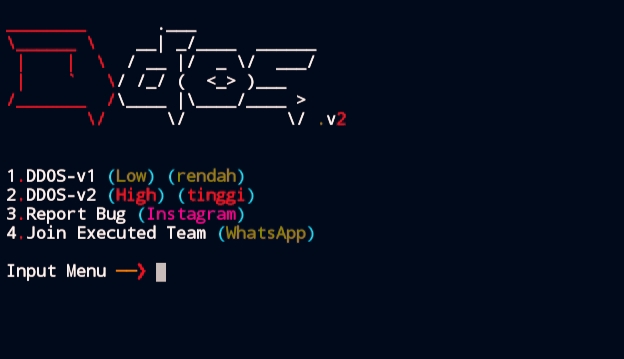 Ddos .v2
1.DDOS-v1 (Low) (rendah)
2.DDOS-v2 (High) (tinggi)
3.Report Bug (Instagram)
4.Join Executed Team (WhatsApp)
Input Menu ──>